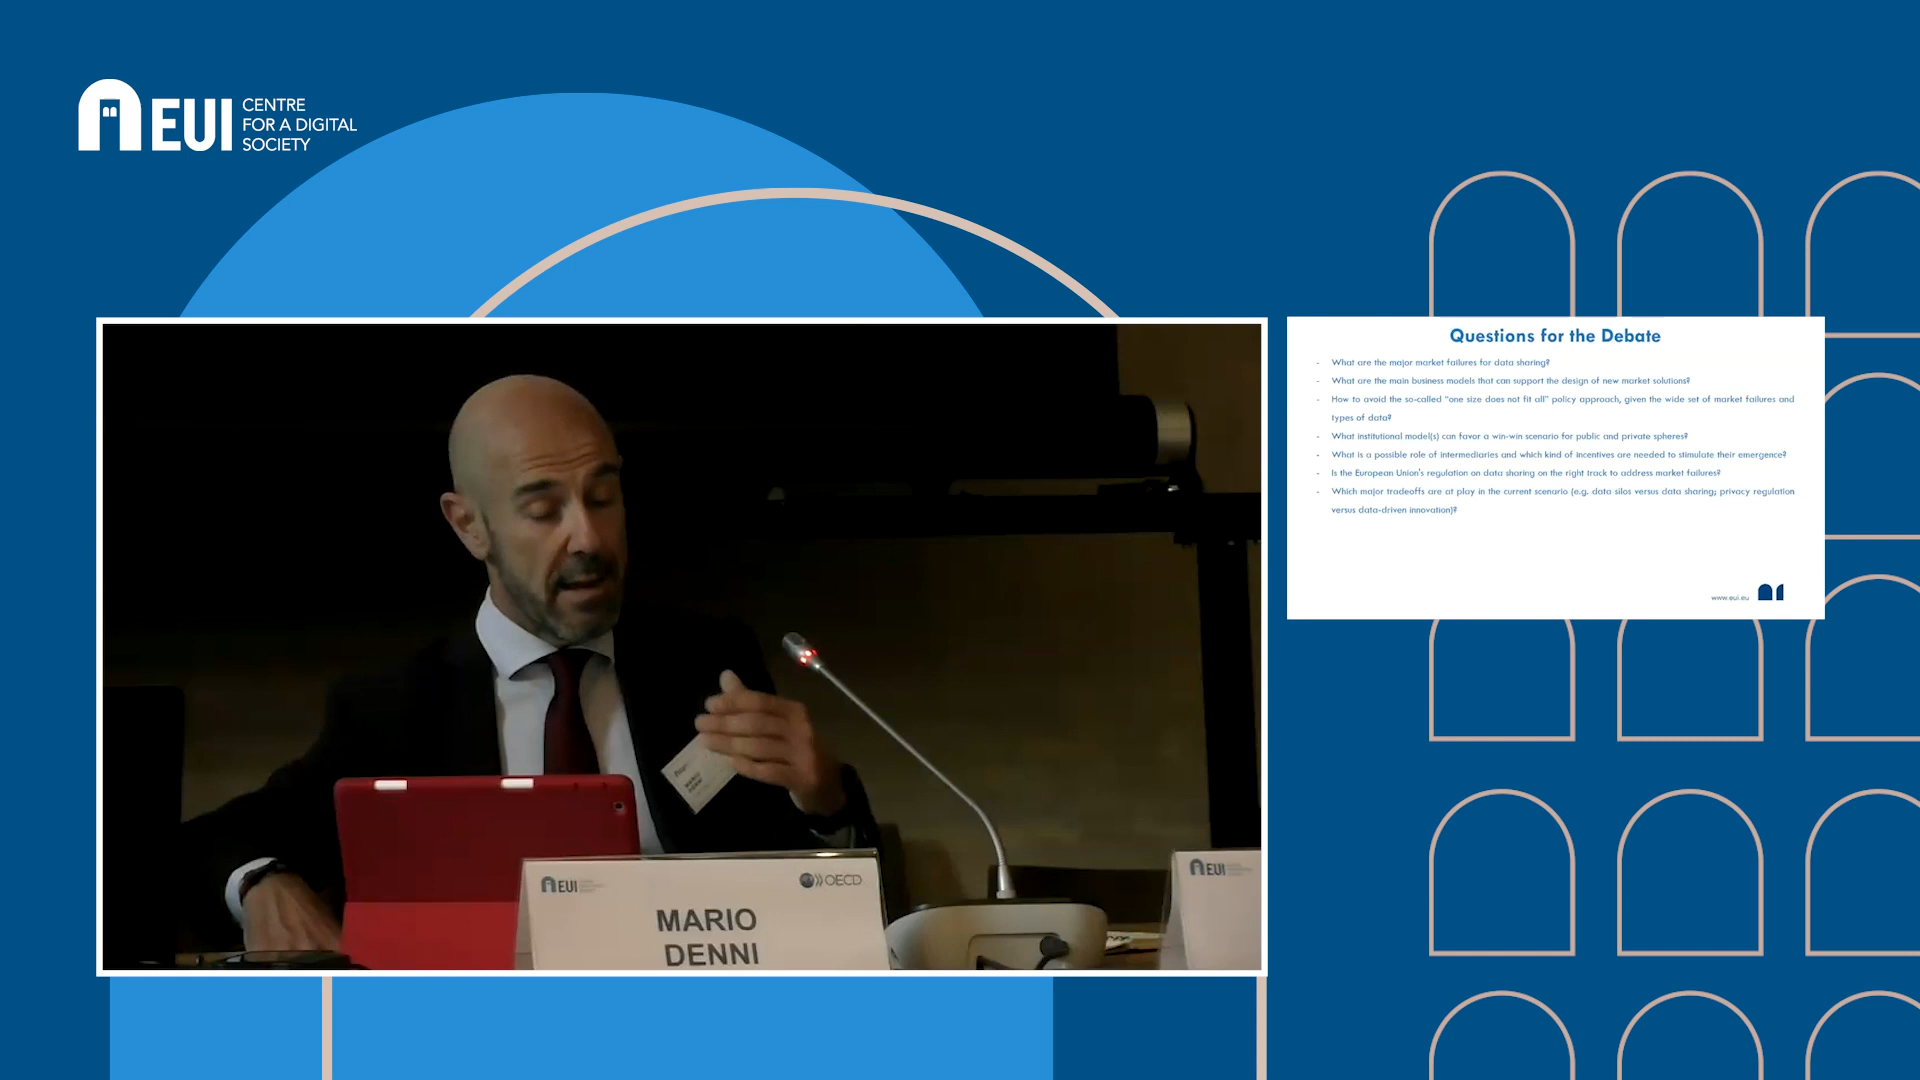 EUI
CENTRE
FOR A DIGITAL
SOCIETY
Questions for the Debate
- What are the major market failures for data sharing?
- What are the main business models that can support the design of new market solutions?
- How to avoid the so-called “one size does not fit all” policy approach, given the wide set of market failures and
types of data?
- What institutional model(s) can favor a win-win scenario for public and private spheres?
- What is a possible role of intermediaries and which kind of incentives are needed to stimulate their emergence?
- Is the European Union's regulation on data sharing on the right track to address market failures?
- Which major tradeoffs are at play in the current scenario (e.g. data silos versus data sharing; privacy regulation
versus data-driven innovation)?
www.eui.eu
EUI
OECD
MARIO
DENNI
EUI